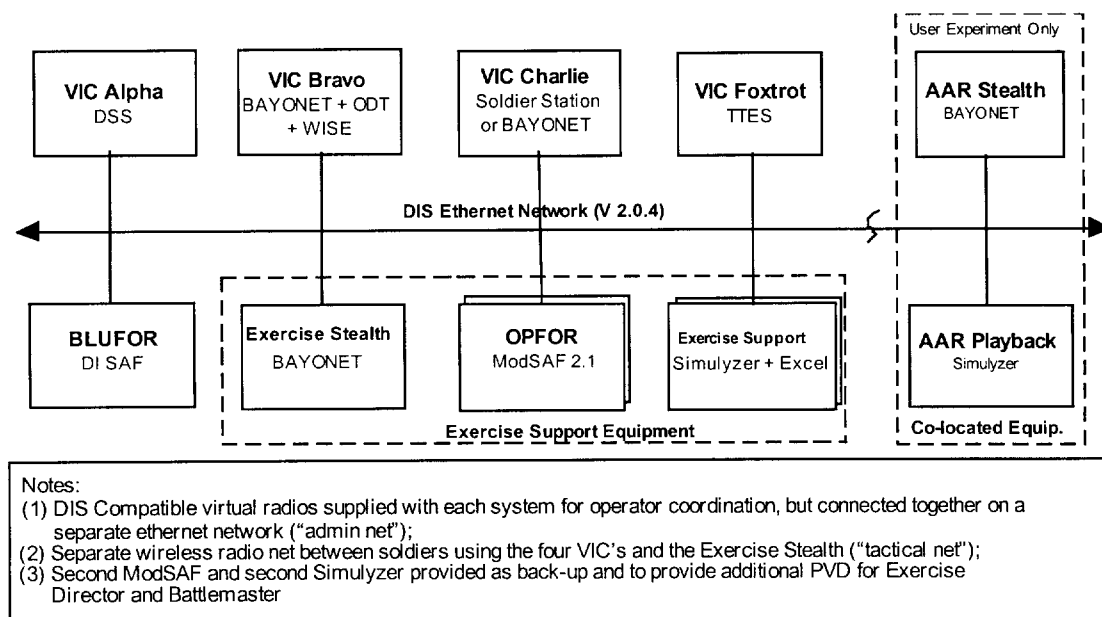 User Experiment Only
VIC Alpha
DSS
VIC Bravo
BAYONET + ODT
+ WISE
VIC Charlie
Soldier Station
or BAYONET
VIC Foxtrot
TTES
AAR Stealth
BAYONET
DIS Ethernet Network (V 2.0.4)
BLUFOR
DI SAF
Exercise Stealth
BAYONET
OPFOR
ModSAF 2.1
Exercise Support
Simulyzer + Excel
AAR Playback
Simulyzer
Exercise Support Equipment
Co-located Equip.
Notes:
(1) DIS Compatible virtual radios supplied with each system for operator coordination, but connected together on a
separate ethernet network (“admin net”);
(2) Separate wireless radio net between soldiers using the four VIC's and the Exercise Stealth (“tactical net”);
(3) Second ModSAF and second Simulyzer provided as back-up and to provide additional PVD for Exercise
Director and Battlemaster